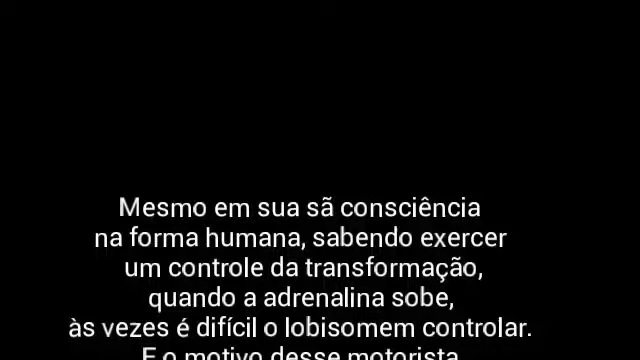 Mesmo em sua sã consciência
na forma humana, sabendo exercer
um controle da transformação,
quando a adrenalina sobe,
às vezes é difícil o lobisomem controlar.
E o motivo desse motorista